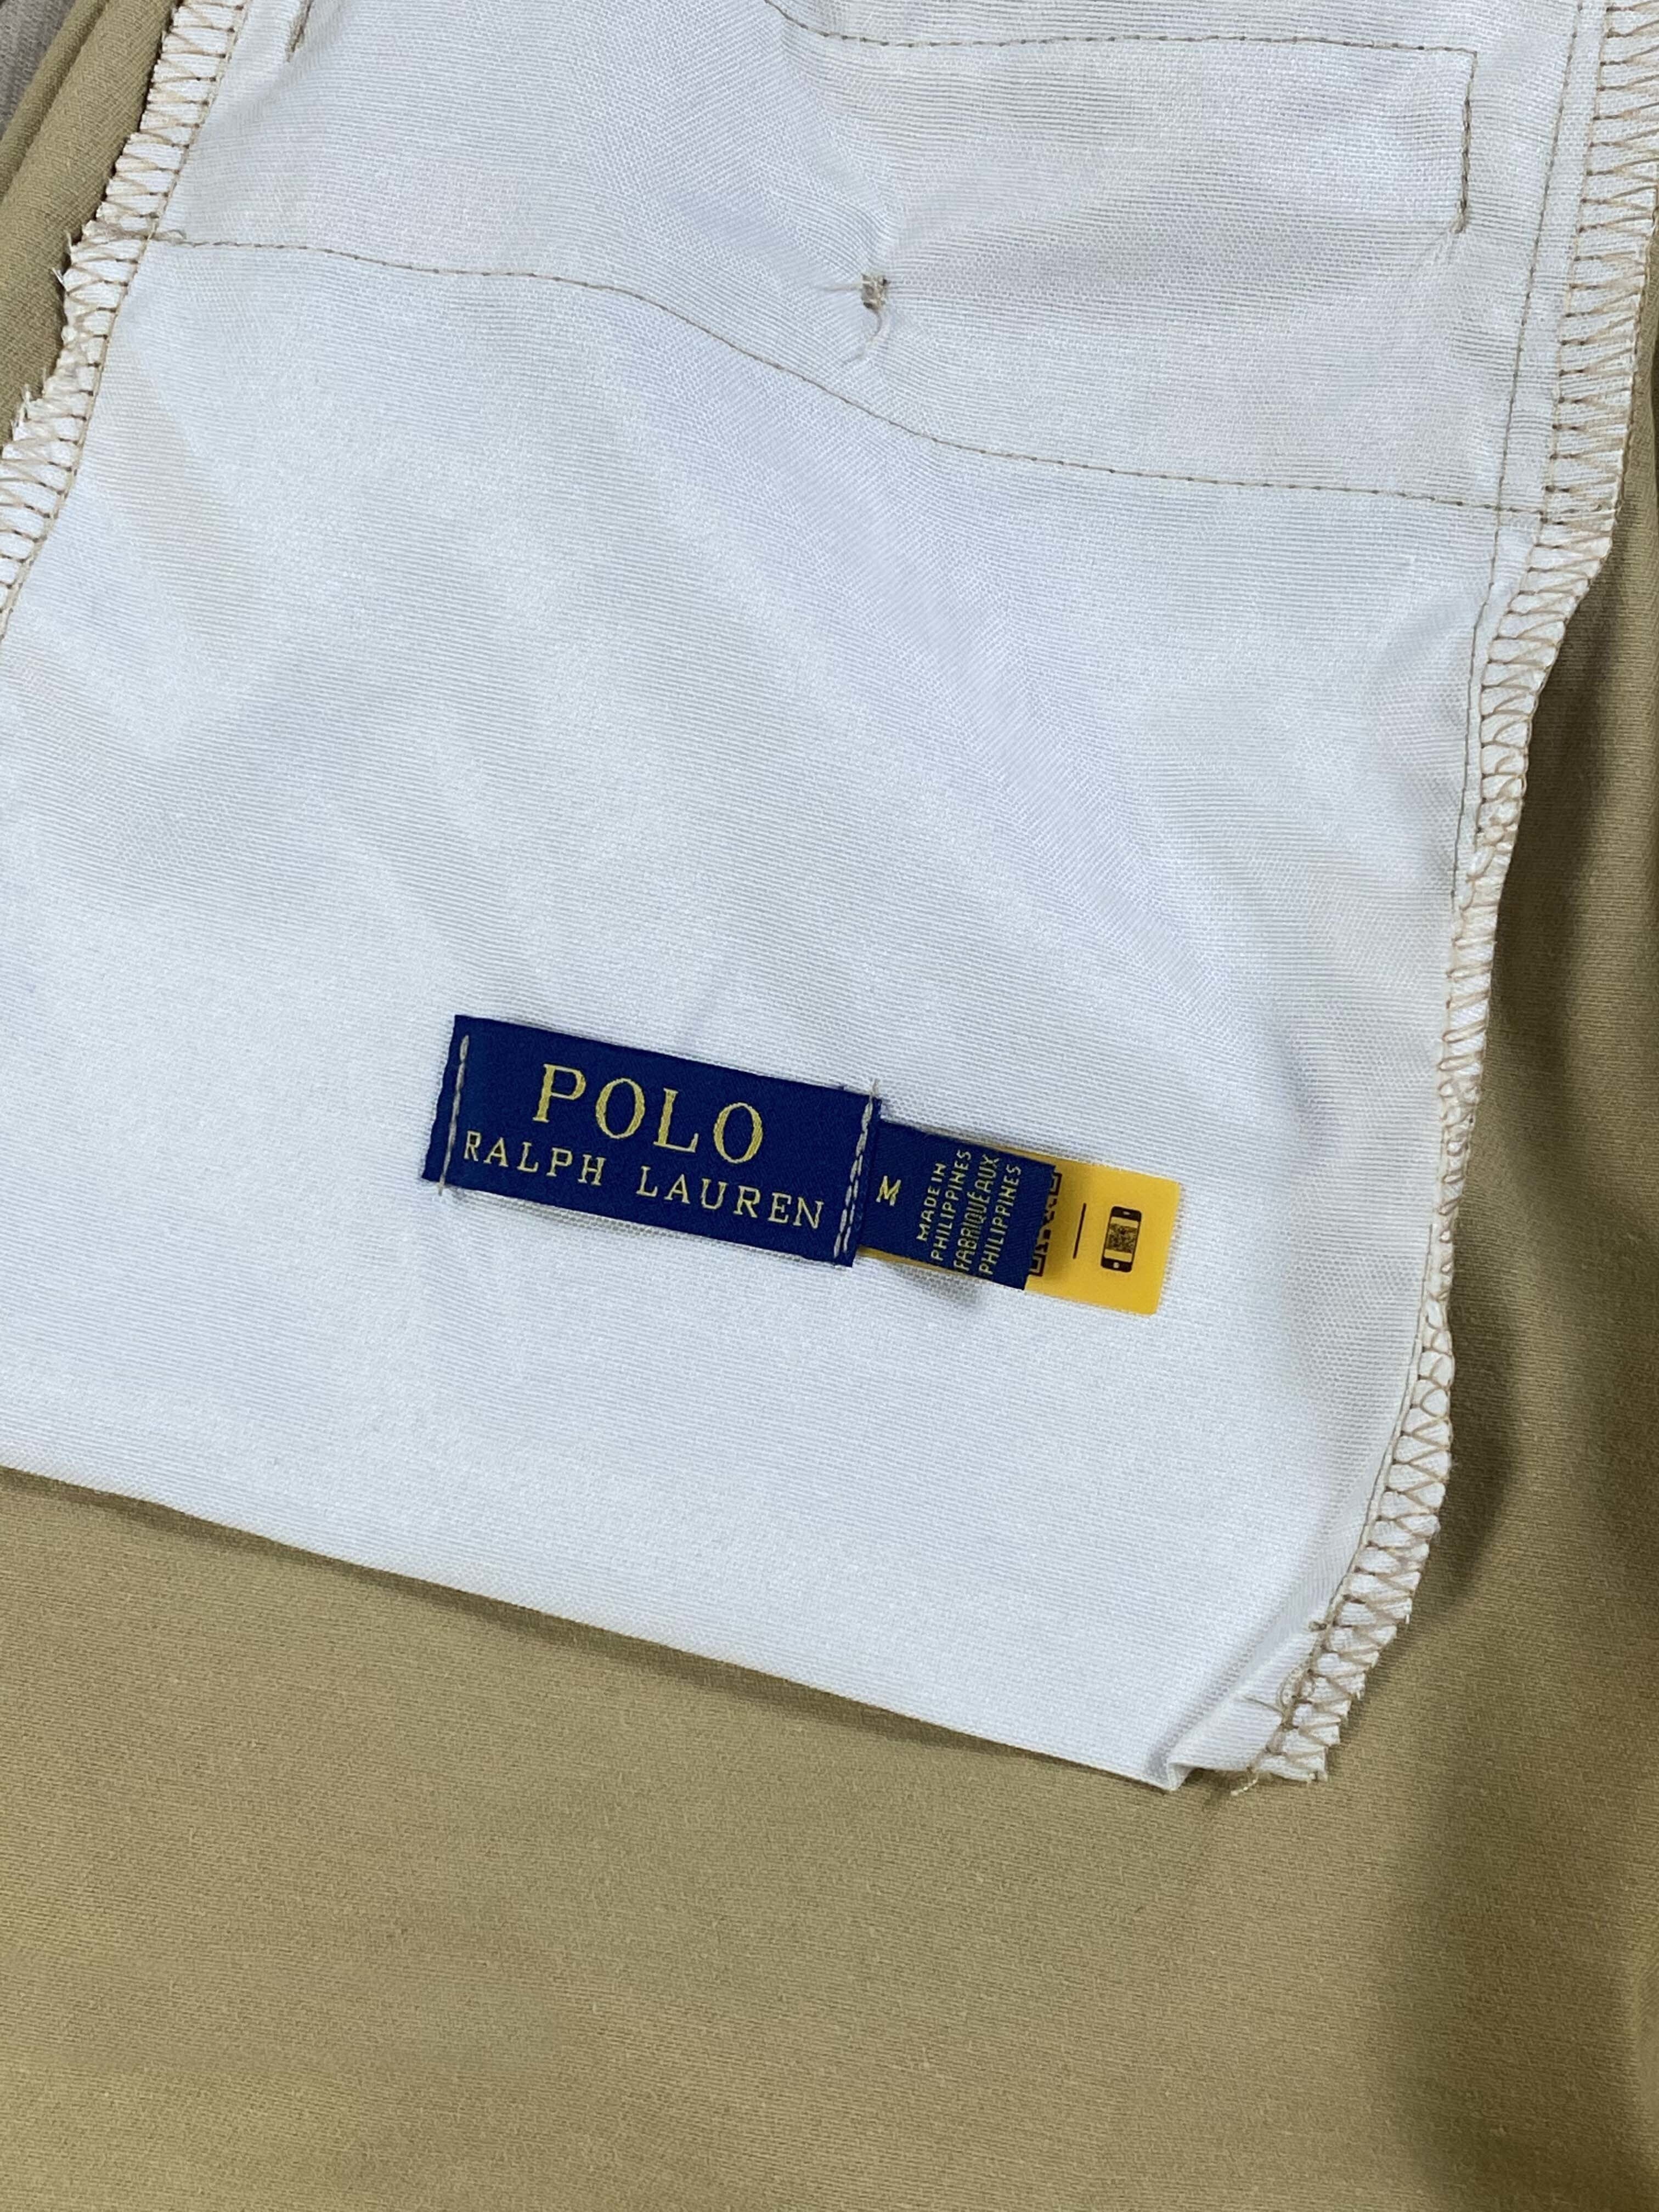 POLO
RALPH LAUREN
M
MADE IN
PHILIPPINES
FABRIQUÉ AUX
PHILIPPINES